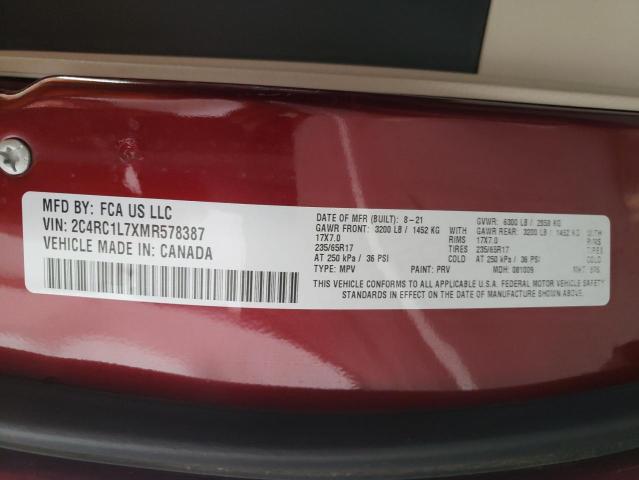 MFD BY: FCA US LLC
VIN: 2C4RC1L7XMR578387
VEHICLE MADE IN: CANADA
DATE OF MFR (BUILT): 8-21 GVWR: 6300 LB / 2858 KG
GAWR FRONT: 3200 LB / 1452 KG WITH GAWR REAR: 3200 LB / 1452 KG WITH
17X7.0 RIMS 17X7.0 RIMS
235/65R17 TIRES 235/65R17 TIRES
AT 250 kPa / 36 PSI COLD AT 250 kPa / 36 PSI COLD
TYPE: MPV PAINT: PRV MDH: 081009
THIS VEHICLE CONFORMS TO ALL APPLICABLE U.S.A. FEDERAL MOTOR VEHICLE SAFETY
STANDARDS IN EFFECT ON THE DATE OF MANUFACTURE SHOWN ABOVE.